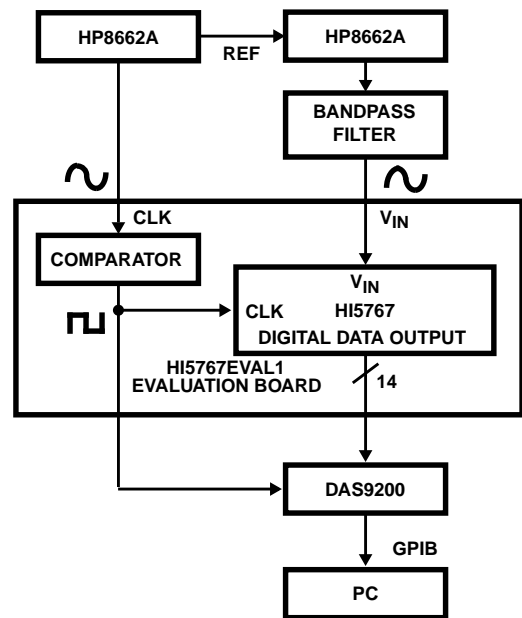 HP8662A
REF
HP8662A
BANDPASS
FILTER
CLK
VIN
COMPARATOR
VIN
CLK
HI5767
DIGITAL DATA OUTPUT
HI5767EVAL1
EVALUATION BOARD
14
DAS9200
GPIB
PC